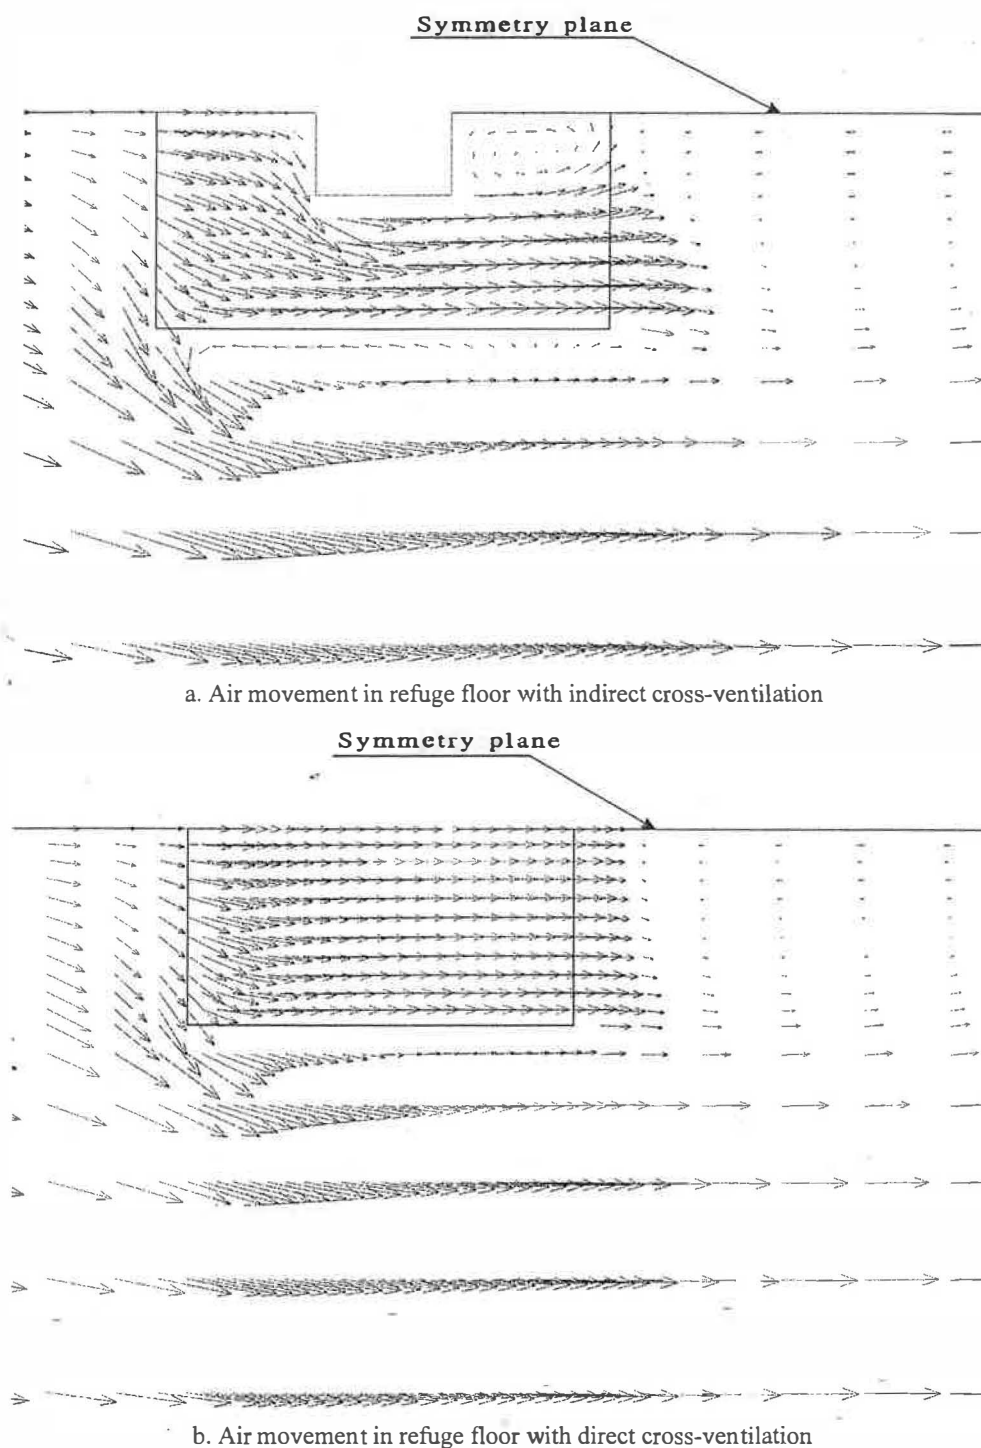 Symmetry plane
a. Air movement in refuge floor with indirect cross-ventilation
Symmetry plane
b. Air movement in refuge floor with direct cross-ventilation